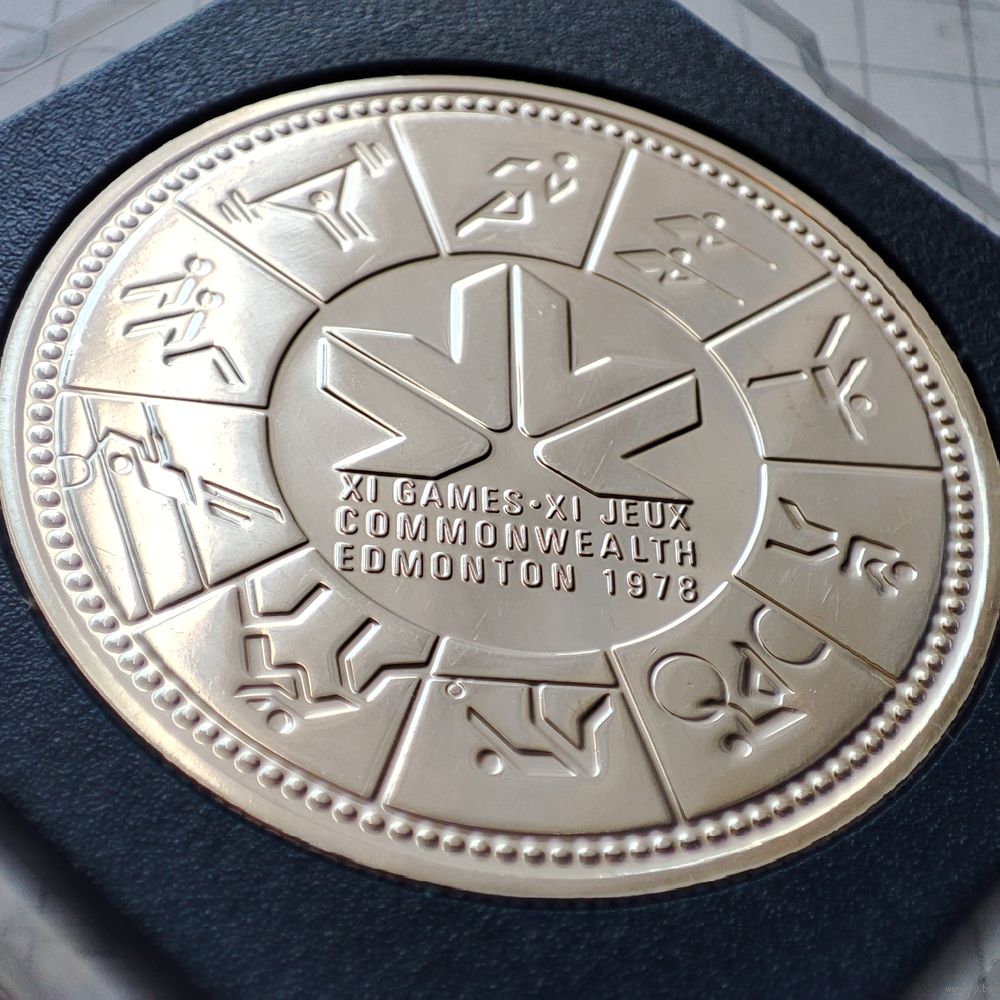 XI GAMES·XI JEUX
COMMONWEALTH
EDMONTON 1978